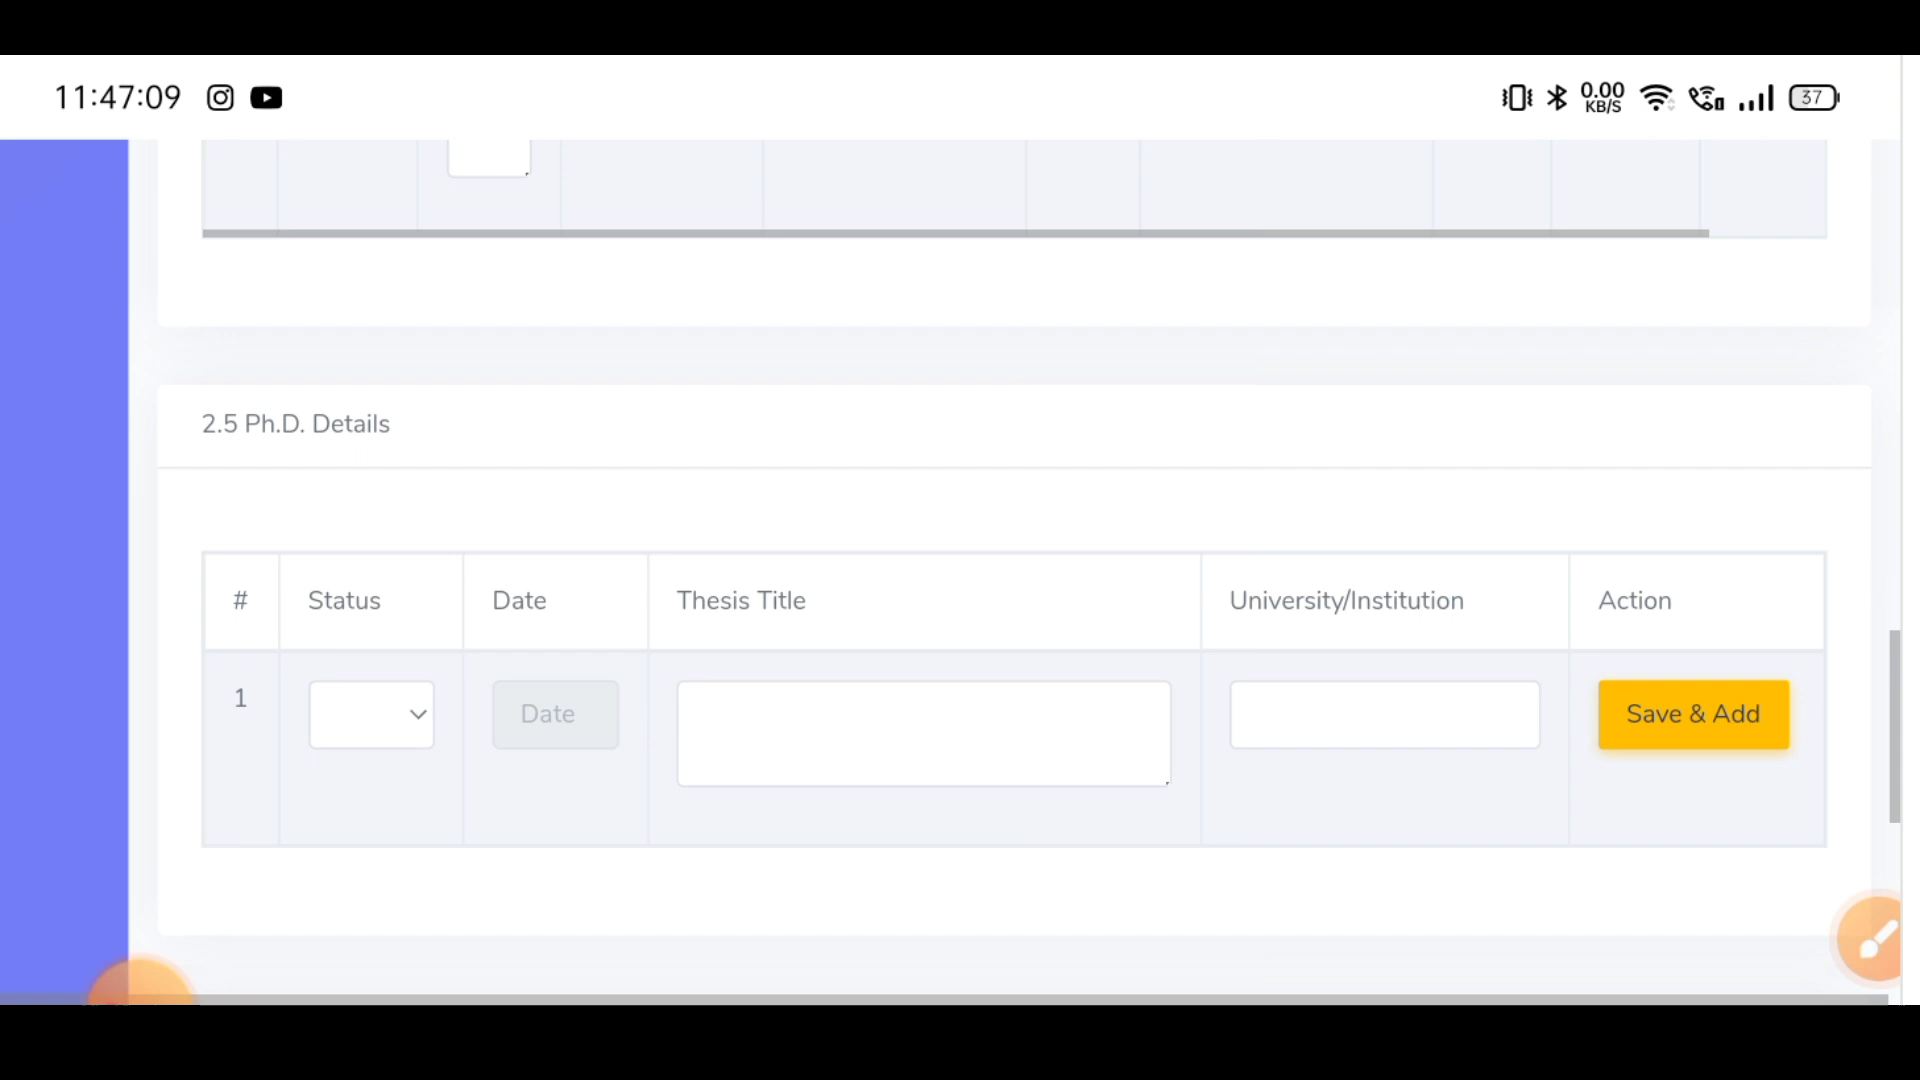 11:47:09 0.00 KB/S 37
2.5 Ph.D. Details
# Status Date Thesis Title University/Institution Action
1 Date Save & Add